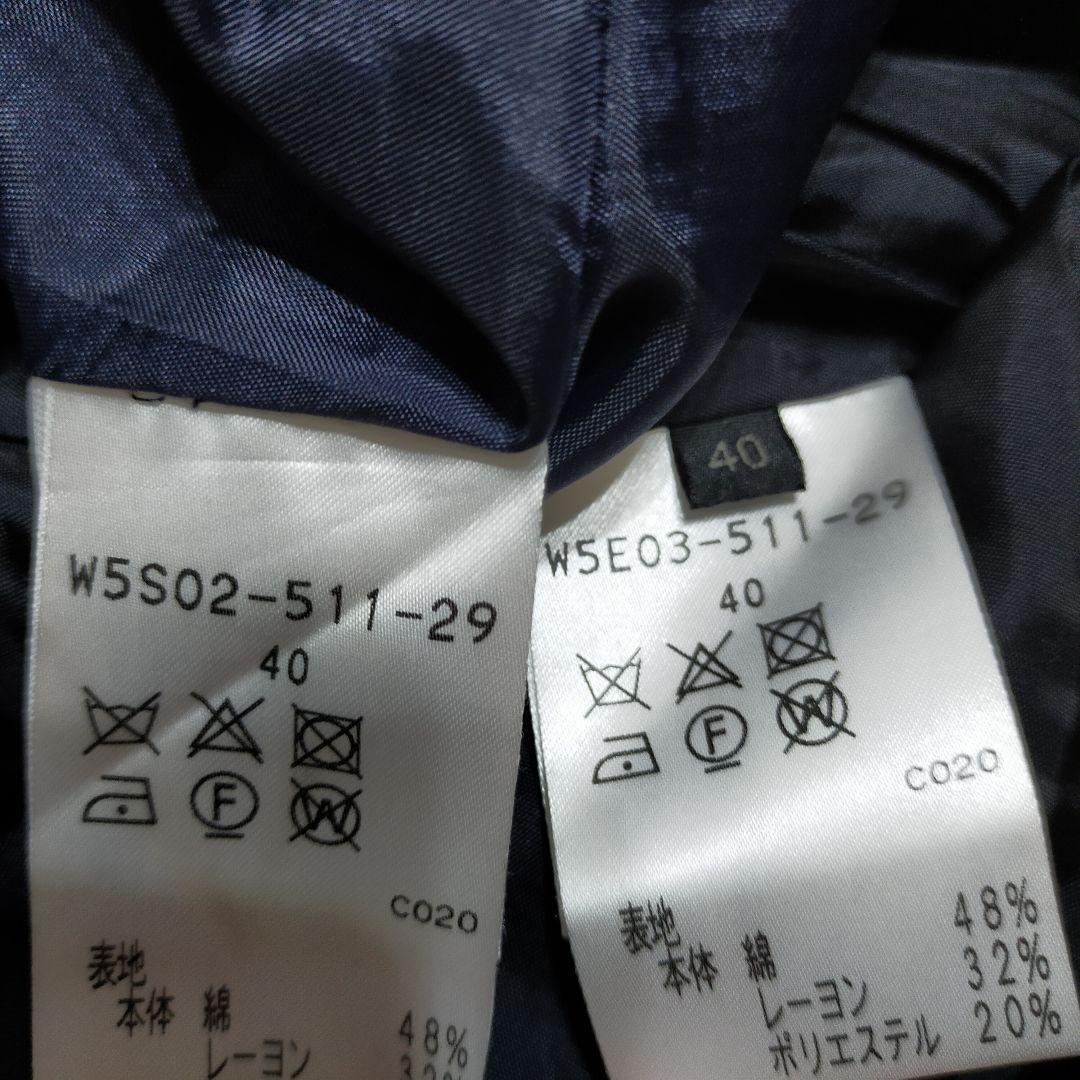 W5S02-511-29
40
F
W
C020
表地
本体 綿 48%
レーヨン 32%
40
W5E03-511-29
40
F
W
C020
表地
本体 綿 48%
レーヨン 32%
ポリエステル 20%